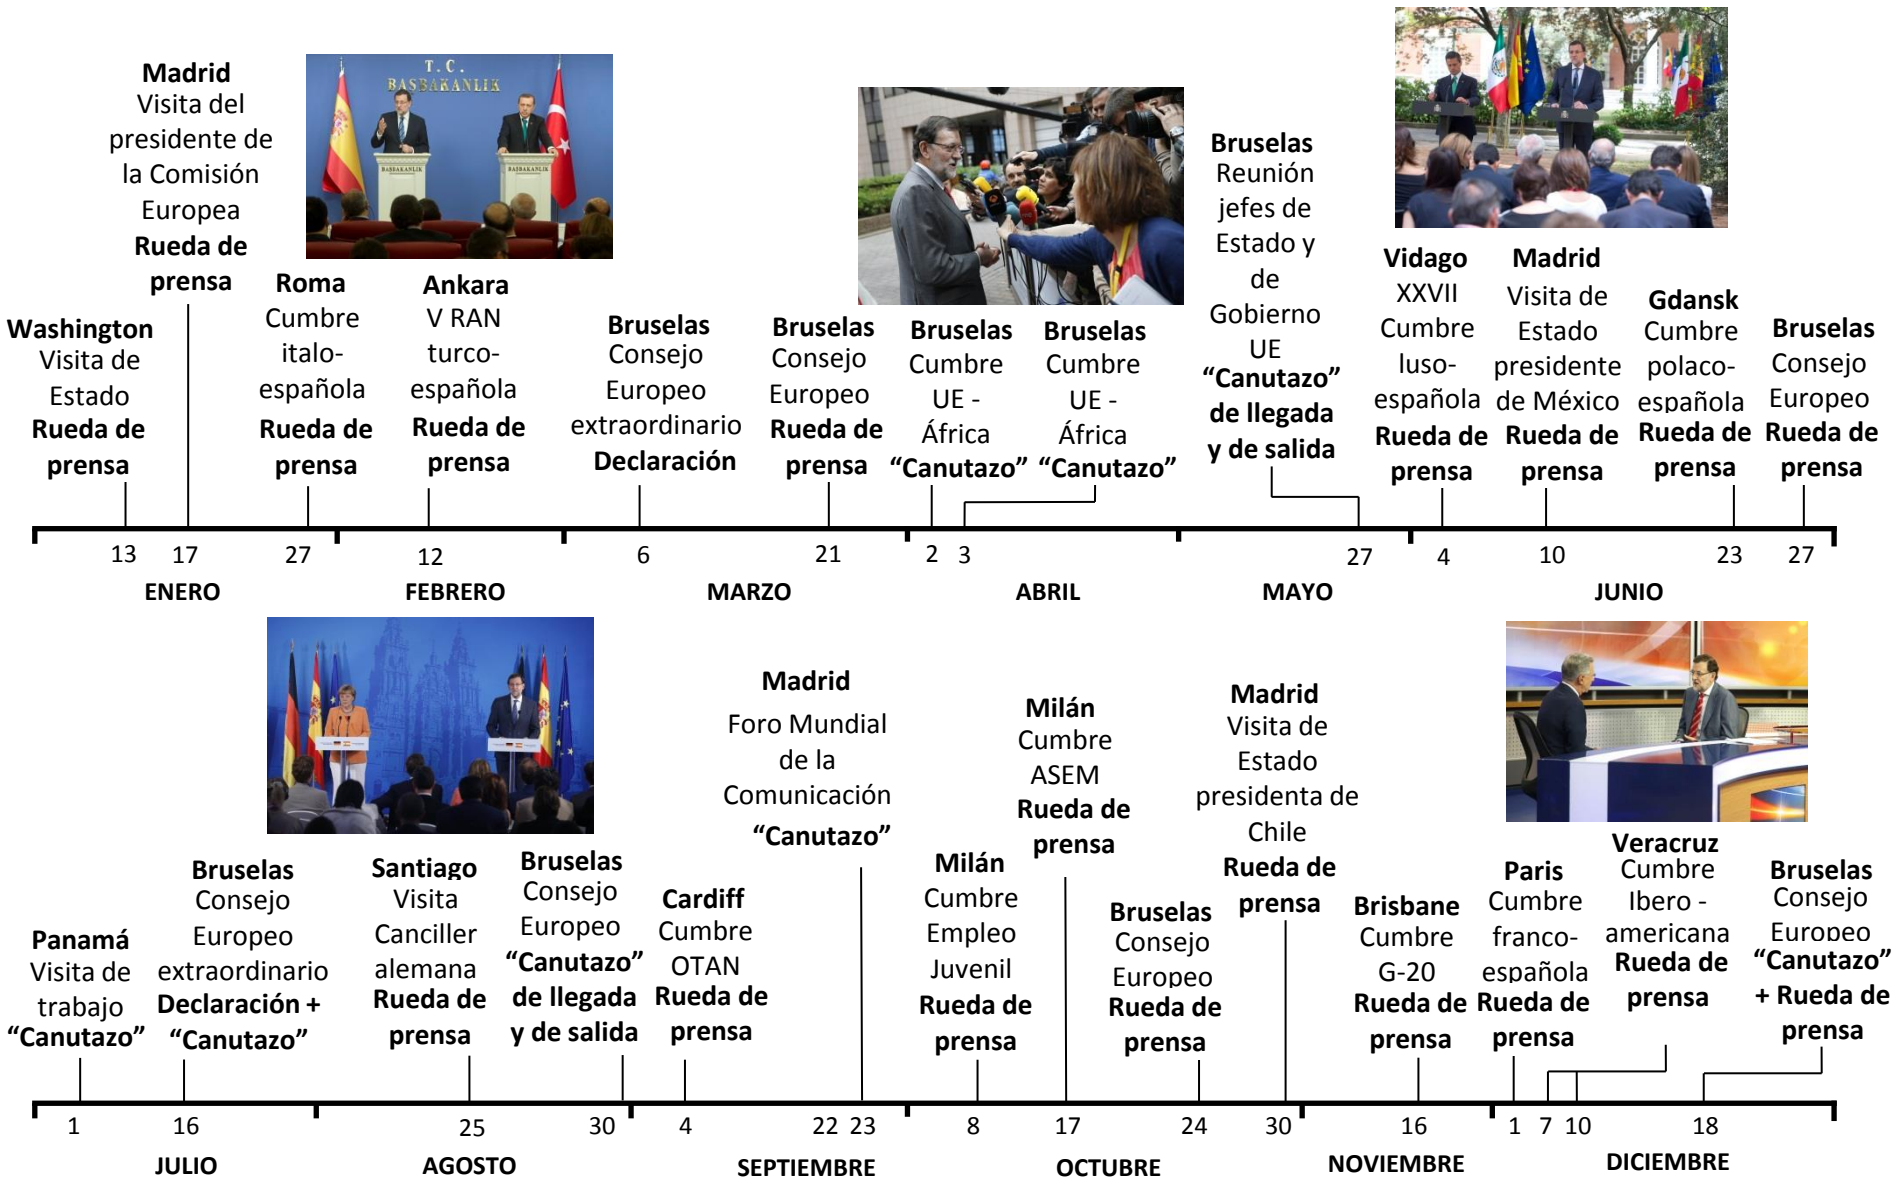 T. C.
BAŞBAKANLIK
BAŞBAKANLIK
BAŞBAKANLIK
Washington
Visita de
Estado
Rueda de
prensa
Madrid
Visita del
presidente de
la Comisión
Europea
Rueda de
prensa
Roma
Cumbre
italo-
española
Rueda de
prensa
Ankara
V RAN
turco-
española
Rueda de
prensa
Bruselas
Consejo
Europeo
extraordinario
Declaración
Bruselas
Consejo
Europeo
Rueda de
prensa
Bruselas
Cumbre
UE -
África
“Canutazo”
Bruselas
Cumbre
UE -
África
“Canutazo”
Bruselas
Reunión
jefes de
Estado y
de
Gobierno
UE
“Canutazo”
de llegada
y de salida
Vidago
XXVII
Cumbre
luso-
española
Rueda de
prensa
Madrid
Visita de
Estado
presidente
de México
Rueda de
prensa
Gdansk
Cumbre
polaco-
española
Rueda de
prensa
Bruselas
Consejo
Europeo
Rueda de
prensa
13 17 27 12 6 21 2 3 27 4 10 23 27
ENERO FEBRERO MARZO ABRIL MAYO JUNIO
Panamá
Visita de
trabajo
“Canutazo”
Bruselas
Consejo
Europeo
extraordinario
Declaración +
“Canutazo”
Santiago
Visita
Canciller
alemana
Rueda de
prensa
Bruselas
Consejo
Europeo
“Canutazo”
de llegada
y de salida
Cardiff
Cumbre
OTAN
Rueda de
prensa
Madrid
Foro Mundial
de la
Comunicación
“Canutazo”
Milán
Cumbre
Empleo
Juvenil
Rueda de
prensa
Milán
Cumbre
ASEM
Rueda de
prensa
Bruselas
Consejo
Europeo
Rueda de
prensa
Madrid
Visita de
Estado
presidenta de
Chile
Rueda de
prensa
Brisbane
Cumbre
G-20
Rueda de
prensa
Paris
Cumbre
franco-
española
Rueda de
prensa
Veracruz
Cumbre
Ibero -
americana
Rueda de
prensa
Bruselas
Consejo
Europeo
“Canutazo”
+ Rueda de
prensa
1 16 25 30 4 22 23 8 17 24 30 16 1 7 10 18
JULIO AGOSTO SEPTIEMBRE OCTUBRE NOVIEMBRE DICIEMBRE